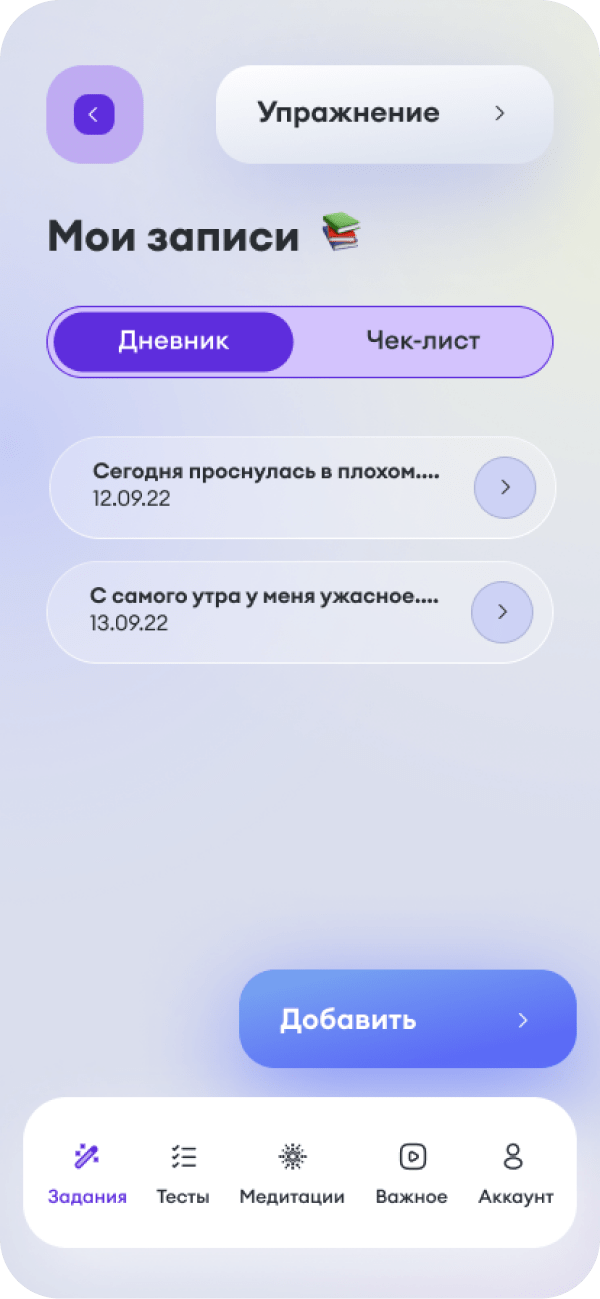 Упражнение
Мои записи
Дневник
Чек-лист
Сегодня проснулась в плохом....
12.09.22
С самого утра у меня ужасное....
13.09.22
Добавить
Задания
Тесты
Медитации
Важное
Аккаунт